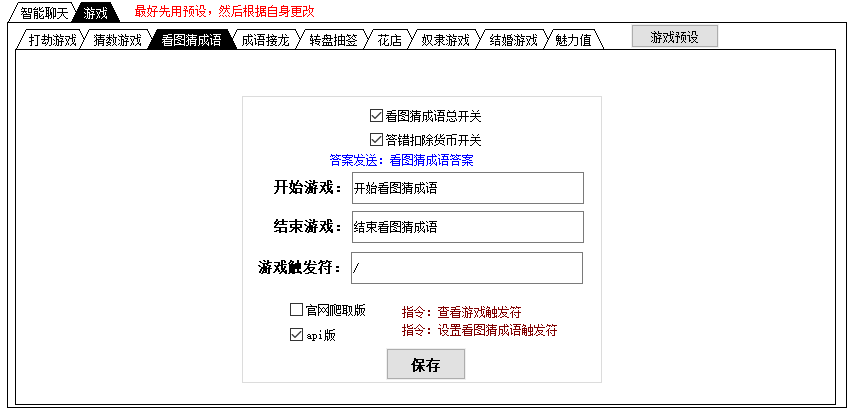 智能聊天 游戏 最好先用预设，然后根据自身更改
打劫游戏 猜数游戏 看图猜成语 成语接龙 转盘抽签 花店 奴隶游戏 结婚游戏 魅力值 游戏预设
看图猜成语总开关
答错扣除货币开关
答案发送：看图猜成语答案
开始游戏： 开始看图猜成语
结束游戏： 结束看图猜成语
游戏触发符： /
官网爬取版 指令：查看游戏触发符
api版 指令：设置看图猜成语触发符
保存